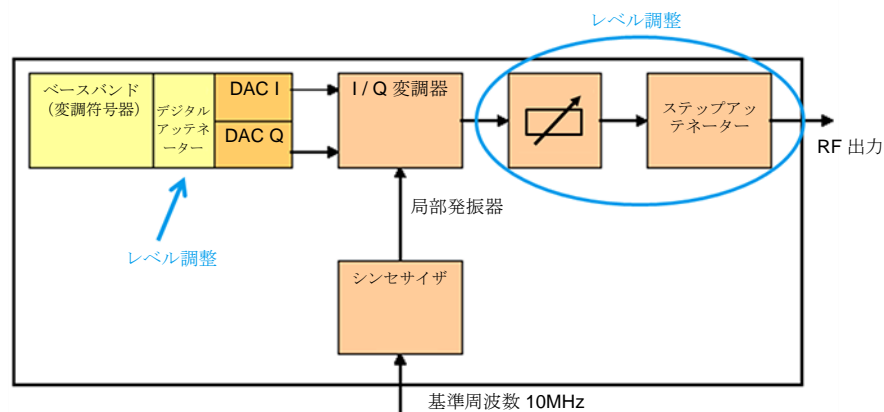 レベル調整
ベースバンド
（変調符号器）
デジタル
アッテネ
ーター
DAC I
DAC Q
I / Q 変調器
ステップアッ
テネーター
RF 出力
局部発振器
レベル調整
シンセサイザ
基準周波数 10MHz